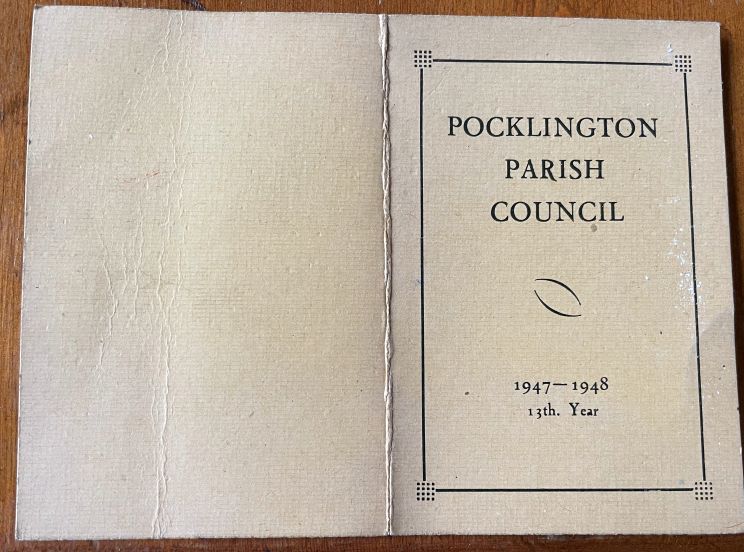 POCKLINGTON
PARISH
COUNCIL
1947—1948
13th. Year